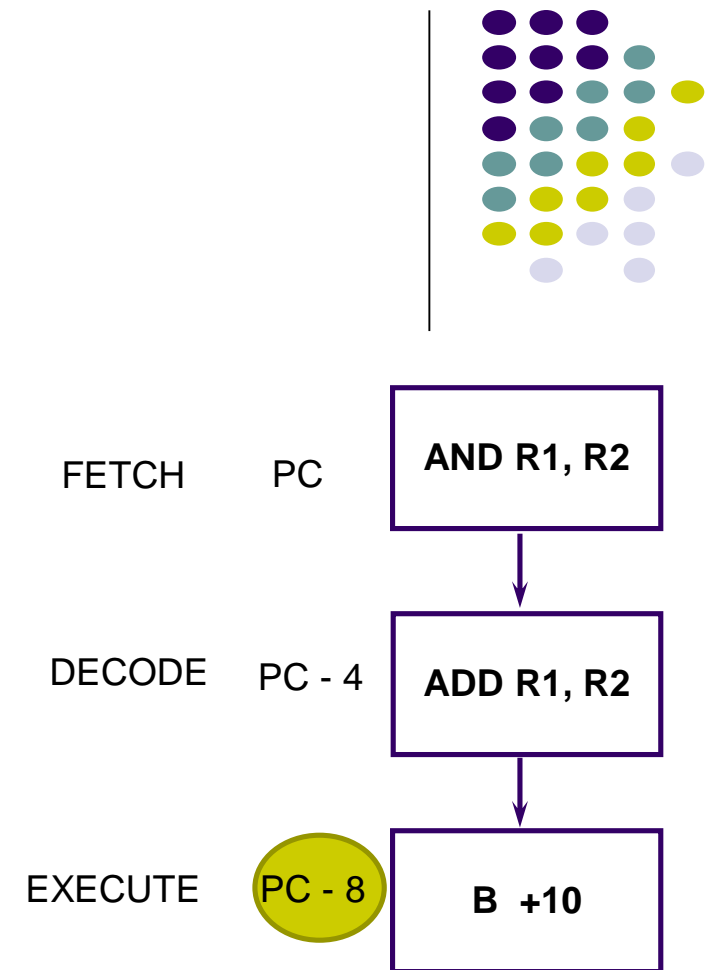 FETCH PC AND R1, R2
DECODE PC - 4 ADD R1, R2
EXECUTE PC - 8 B +10